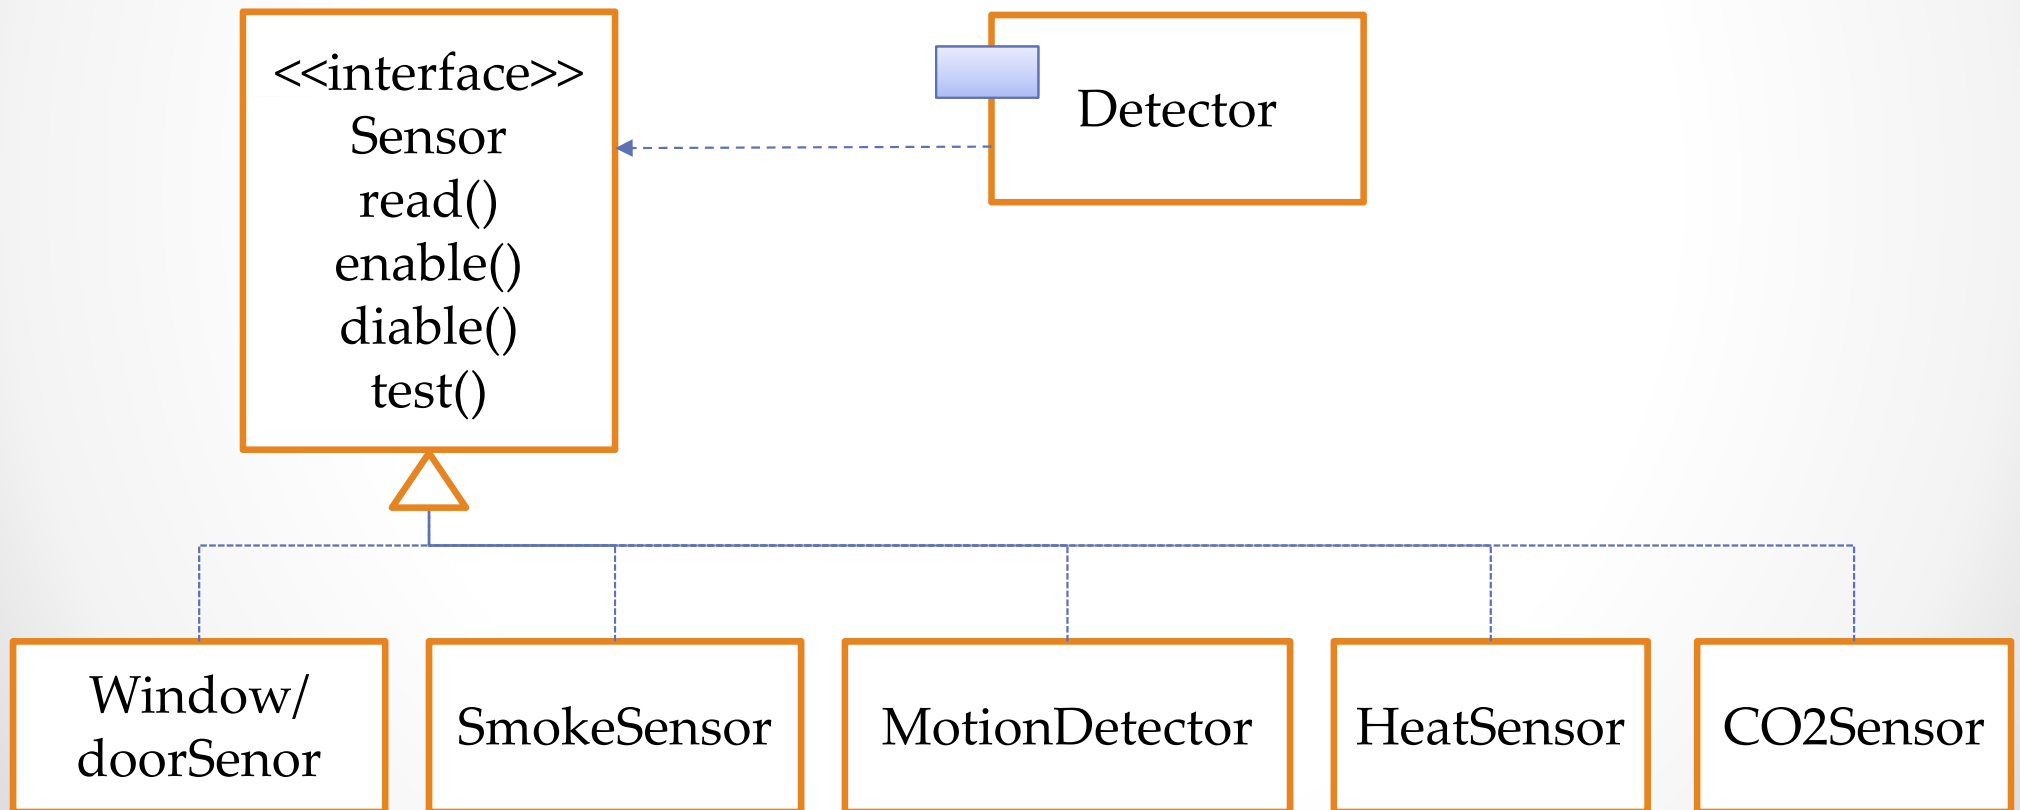 <<interface>>
Sensor
read()
enable()
diable()
test()
Detector
Window/
doorSenor
SmokeSensor
MotionDetector
HeatSensor
CO2Sensor